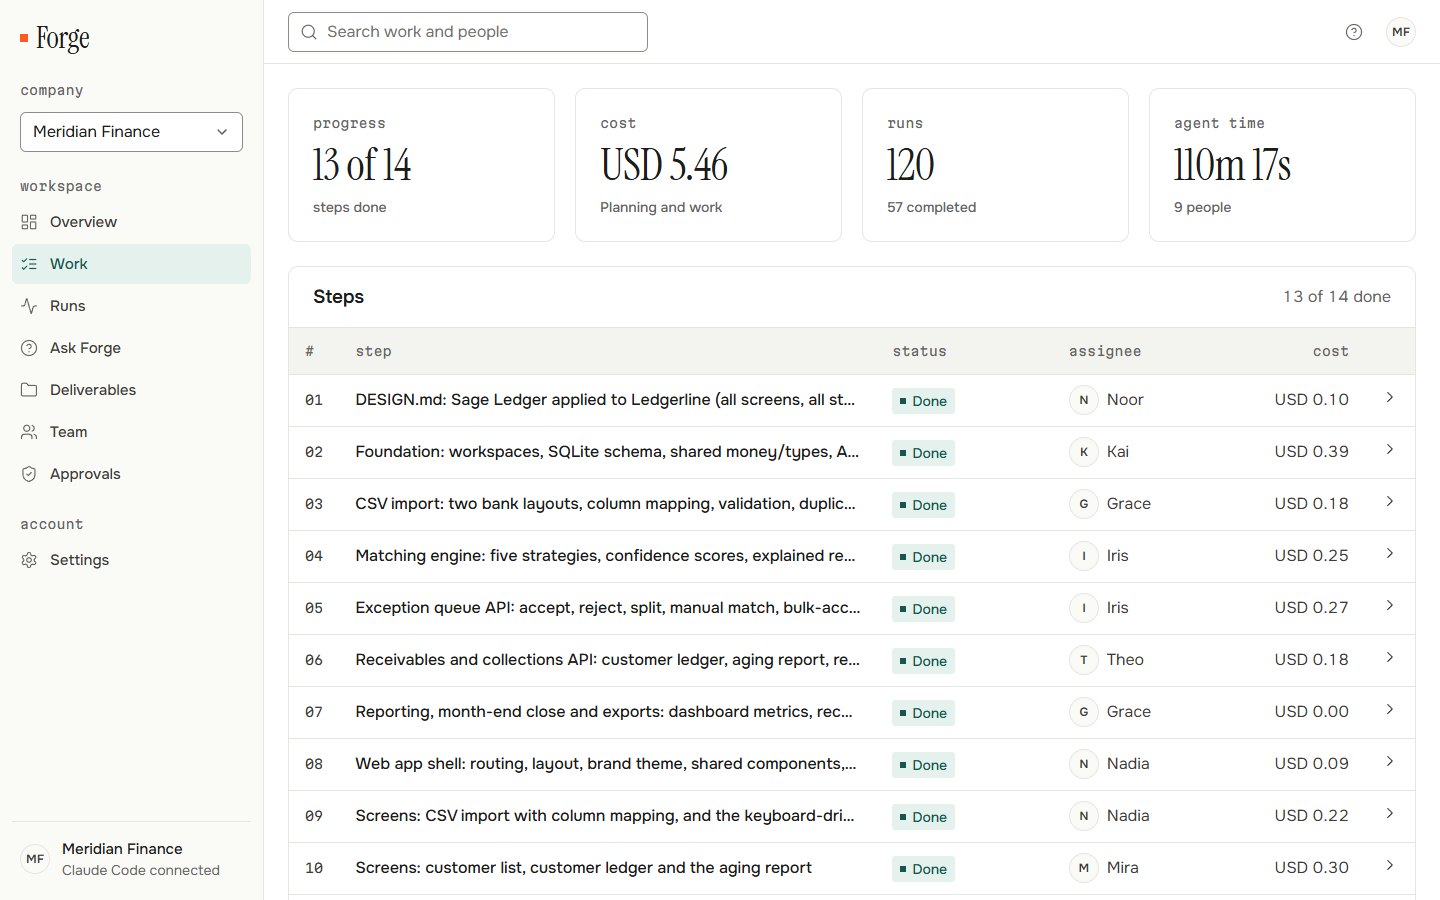 Forge
company
Meridian Finance
workspace
Overview
Work
Runs
Ask Forge
Deliverables
Team
Approvals
account
Settings
MF
Meridian Finance
Claude Code connected
Search work and people
MF
progress
13 of 14
steps done
cost
USD 5.46
Planning and work
runs
120
57 completed
agent time
110m 17s
9 people
Steps
13 of 14 done
# step status assignee cost
01 DESIGN.md: Sage Ledger applied to Ledgerline (all screens, all st... Done N Noor USD 0.10
02 Foundation: workspaces, SQLite schema, shared money/types, A... Done K Kai USD 0.39
03 CSV import: two bank layouts, column mapping, validation, duplic... Done G Grace USD 0.18
04 Matching engine: five strategies, confidence scores, explained re... Done I Iris USD 0.25
05 Exception queue API: accept, reject, split, manual match, bulk-acc... Done I Iris USD 0.27
06 Receivables and collections API: customer ledger, aging report, re... Done T Theo USD 0.18
07 Reporting, month-end close and exports: dashboard metrics, rec... Done G Grace USD 0.00
08 Web app shell: routing, layout, brand theme, shared components,... Done N Nadia USD 0.09
09 Screens: CSV import with column mapping, and the keyboard-dri... Done N Nadia USD 0.22
10 Screens: customer list, customer ledger and the aging report Done M Mira USD 0.30